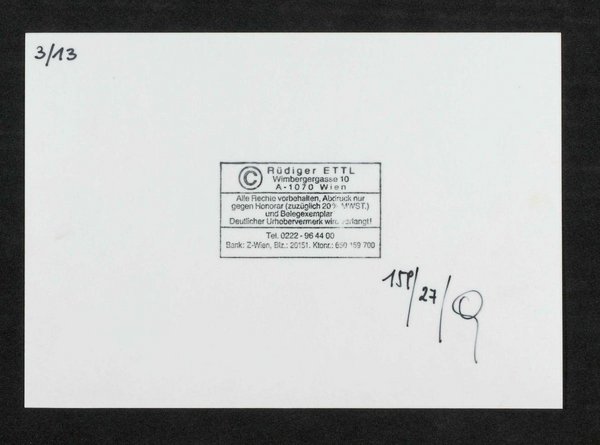 3/13
© Rüdiger ETTL
Wimbergergasse 10
A-1070 Wien
Alle Rechte vorbehalten, Abdruck nur
gegen Honorar (zuzüglich 20% MWST.)
und Belegexemplar
Deutlicher Urhebervermerk wird verlangt!
Tel. 0222 - 96 44 00
Bank: Z-Wien, Blz.: 20151. Ktonr.: 650 159 700
/27/